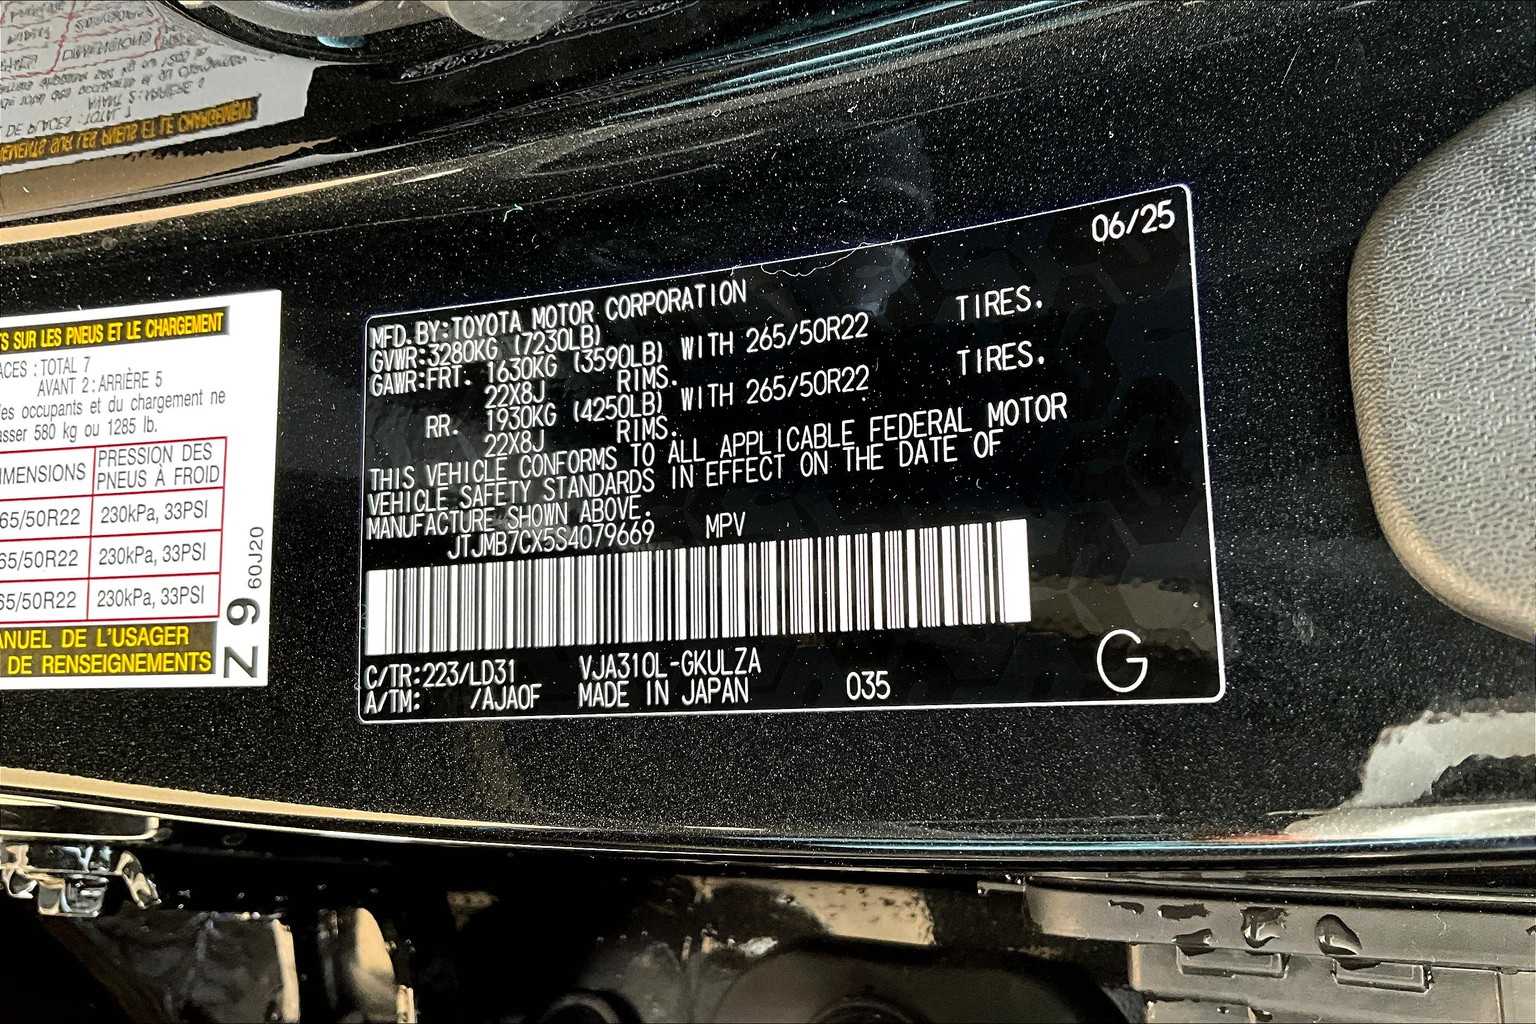 06/25
MFD.BY:TOYOTA MOTOR CORPORATION
GVWR:3280KG (7230LB)
GAWR:FRT. 1630KG (3590LB) WITH 265/50R22 TIRES.
22X8J RIMS.
RR. 1930KG (4250LB) WITH 265/50R22 TIRES.
22X8J RIMS.
THIS VEHICLE CONFORMS TO ALL APPLICABLE FEDERAL MOTOR
VEHICLE SAFETY STANDARDS IN EFFECT ON THE DATE OF
MANUFACTURE SHOWN ABOVE.
JTJMB7CX5S4079669 MPV
C/TR:223/LD31 VJA310L-GKULZA
A/TM: /AJA0F MADE IN JAPAN 035
G
SUR LES PNEUS ET LE CHARGEMENT
TOTAL 7
AVANT 2:ARRIÈRE 5
occupants et du chargement ne
580 kg ou 1285 lb.
PRESSION DES
PNEUS À FROID
65/50R22 230kPa, 33PSI
65/50R22 230kPa, 33PSI
65/50R22 230kPa, 33PSI
DE L'USAGER
DE RENSEIGNEMENTS
Z9 60J20